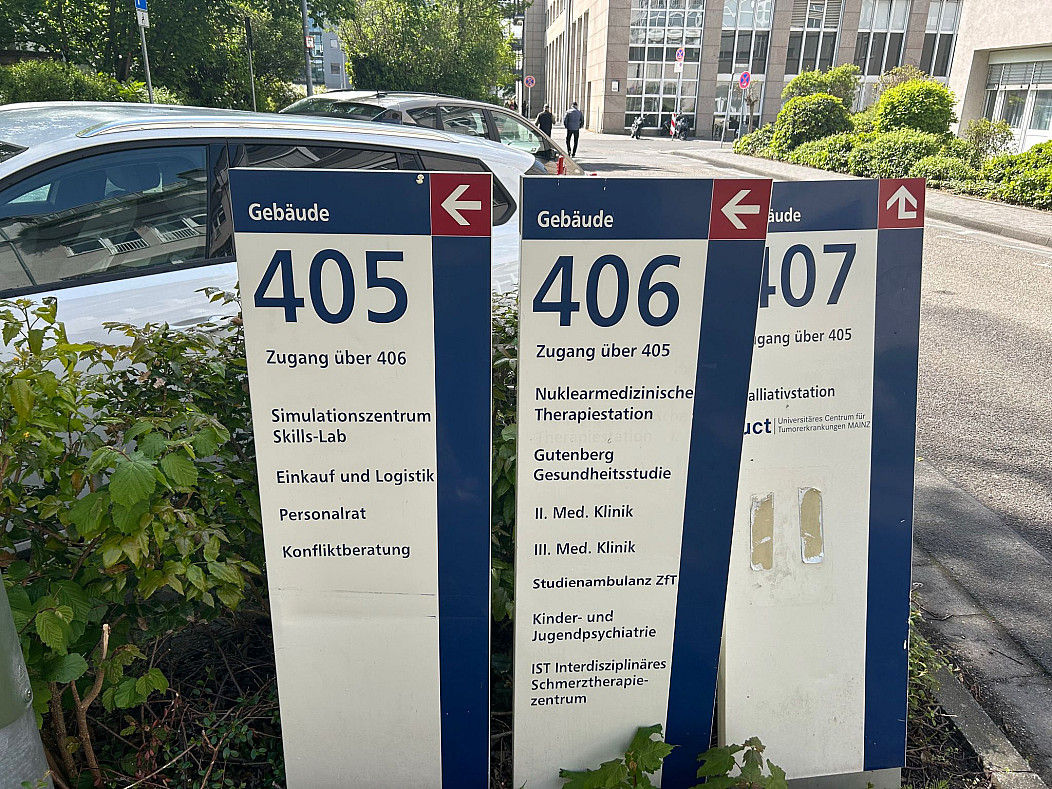 Gebäude
405
Zugang über 406
Simulationszentrum
Skills-Lab
Einkauf und Logistik
Personalrat
Konfliktberatung
Gebäude
406
Zugang über 405
Nuklearmedizinische
Therapiestation
Therapiestation
Gutenberg
Gesundheitsstudie
II. Med. Klinik
III. Med. Klinik
Studienambulanz ZfT
Kinder- und
Jugendpsychiatrie
IST Interdisziplinäres
Schmerztherapie-
zentrum
äude
407
gang über 405
alliativstation
uct Universitäres Centrum für
Tumorerkrankungen MAINZ